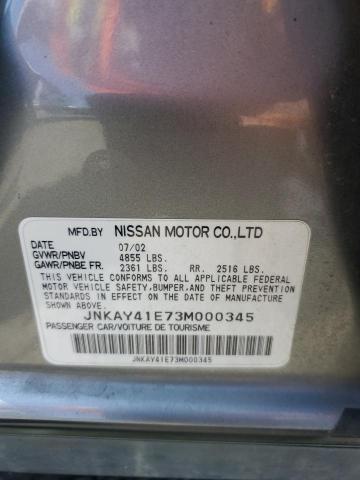 MFD.BY NISSAN MOTOR CO.,LTD
DATE 07/02
GVWR/PNBV 4855 LBS.
GAWR/PNBE FR. 2361 LBS. RR. 2516 LBS.
THIS VEHICLE CONFORMS TO ALL APPLICABLE FEDERAL
MOTOR VEHICLE SAFETY,BUMPER,AND THEFT PREVENTION
STANDARDS IN EFFECT ON THE DATE OF MANUFACTURE
SHOWN ABOVE.
JNKAY41E73M000345
PASSENGER CAR/VOITURE DE TOURISME
JNKAY41E73M000345